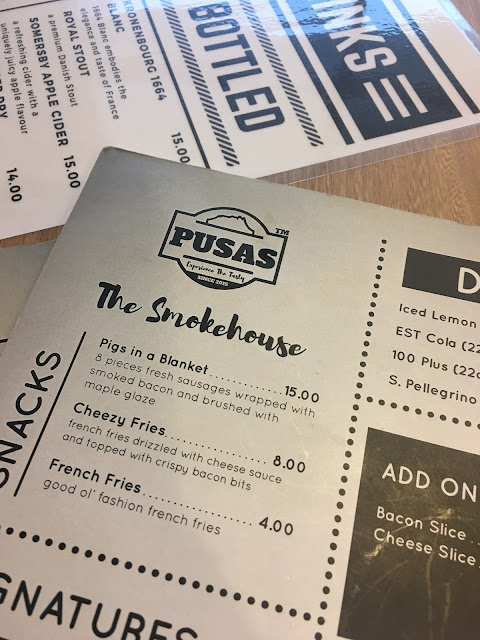 INKS
BOTTLED
KRONENBOURG 1664
BLANC 15.00
1664 Blanc embodies the
elegance and taste of France
ROYAL STOUT 15.00
a premium Danish Stout
SOMERSBY APPLE CIDER 14.00
a refreshing cider with a
uniquely juicy apple flavour
DRY
PUSAS TM
Experience The Tasty
SINCE 2015
The Smokehouse
SNACKS
Pigs in a Blanket 15.00
8 pieces fresh sausages wrapped with
smoked bacon and brushed with
maple glaze
Cheezy Fries 8.00
french fries drizzled with cheese sauce
and topped with crispy bacon bits
French Fries 4.00
good ol' fashion french fries
GNATURES
D
Iced Lemon
EST Cola (22
100 Plus (22
S. Pellegrino
ADD ON
Bacon Slice
Cheese Slice